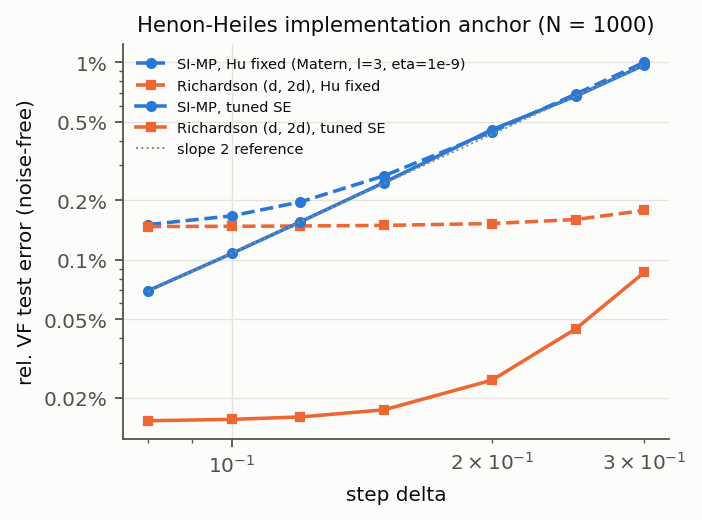 Henon-Heiles implementation anchor (N = 1000)
SI-MP, Hu fixed (Matern, l=3, eta=1e-9)
Richardson (d, 2d), Hu fixed
SI-MP, tuned SE
Richardson (d, 2d), tuned SE
slope 2 reference
rel. VF test error (noise-free)
1%
0.5%
0.2%
0.1%
0.05%
0.02%
10⁻¹
2 × 10⁻¹
3 × 10⁻¹
step delta